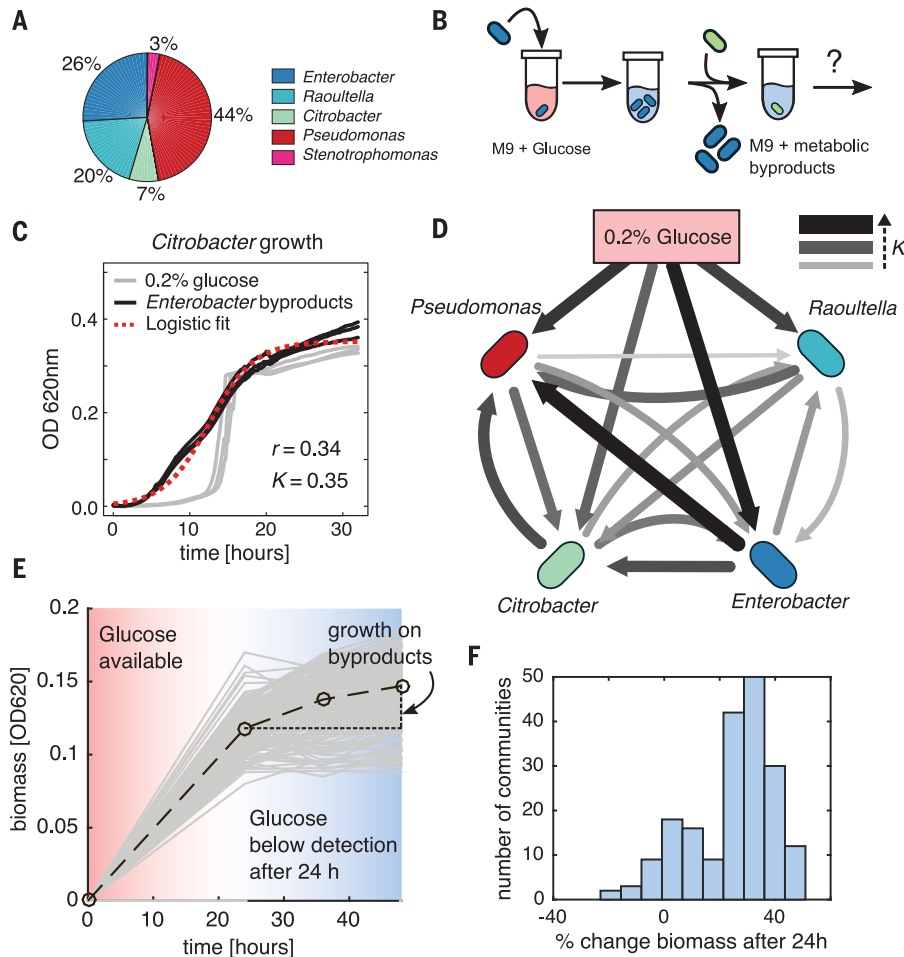 A
3%
26%
44%
20%
7%
Enterobacter
Raoultella
Citrobacter
Pseudomonas
Stenotrophomonas
B
?
M9 + Glucose
M9 + metabolic
byproducts
C
Citrobacter growth
0.2% glucose
Enterobacter byproducts
Logistic fit
0.4
0.2
0.0
OD 620nm
r = 0.34
K = 0.35
0
10
20
30
time [hours]
D
0.2% Glucose
K
Pseudomonas
Raoultella
Citrobacter
Enterobacter
E
0.2
0.15
0.1
0.05
0
biomass [OD620]
Glucose
available
growth on
byproducts
Glucose
below detection
after 24 h
0
10
20
30
40
time [hours]
F
50
40
30
20
10
0
number of communities
-40
0
40
% change biomass after 24h